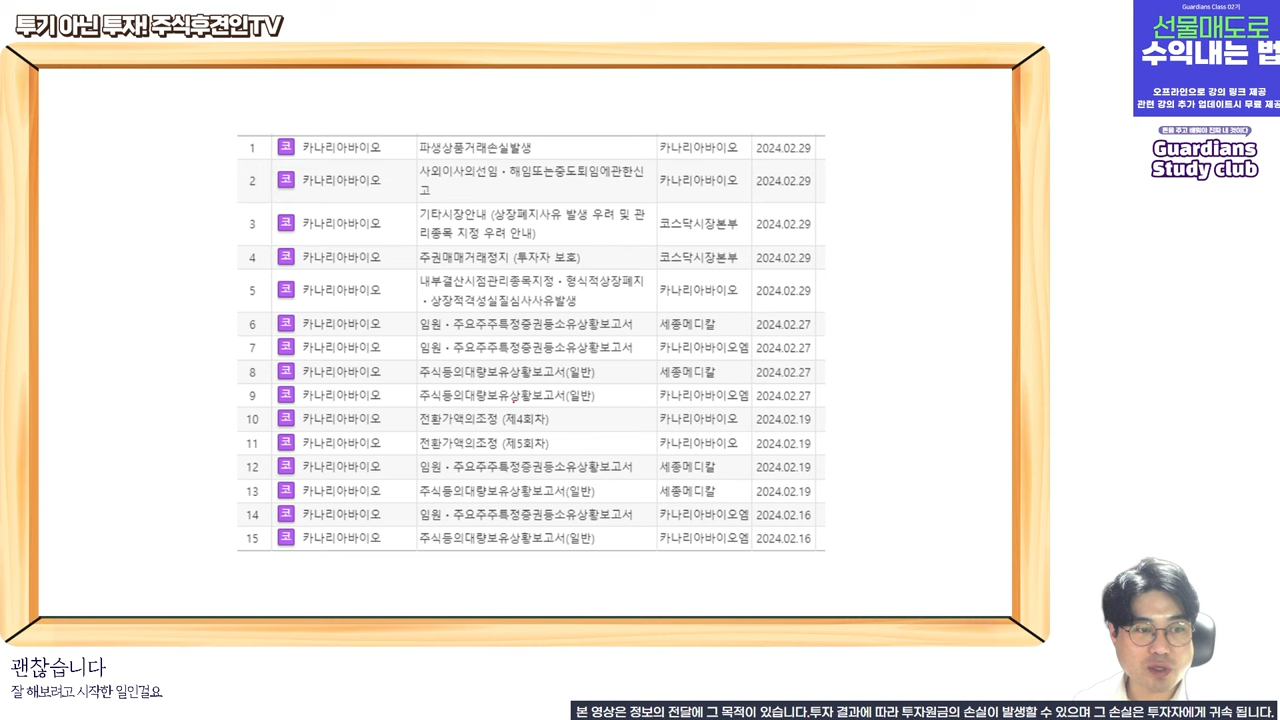 투기 아닌 투자! 주식후견인TV
Guardians Class 02기
선물매도로
수익내는 법
오프라인으로 강의 링크 제공
관련 강의 추가 업데이트시 무료 제공
돈을 주고 배워야 진짜 내 것이다
Guardians
Study club
1 코 카나리아바이오 파생상품거래손실발생 카나리아바이오 2024.02.29
2 코 카나리아바이오 사외이사의선임ㆍ해임또는중도퇴임에관한신 카나리아바이오 2024.02.29
고
3 코 카나리아바이오 기타시장안내 (상장폐지사유 발생 우려 및 관 코스닥시장본부 2024.02.29
리종목 지정 우려 안내)
4 코 카나리아바이오 주권매매거래정지 (투자자 보호) 코스닥시장본부 2024.02.29
5 코 카나리아바이오 내부결산시점관리종목지정ㆍ형식적상장폐지 카나리아바이오 2024.02.29
ㆍ상장적격성실질심사사유발생
6 코 카나리아바이오 임원ㆍ주요주주특정증권등소유상황보고서 세종메디칼 2024.02.27
7 코 카나리아바이오 임원ㆍ주요주주특정증권등소유상황보고서 카나리아바이오엠 2024.02.27
8 코 카나리아바이오 주식등의대량보유상황보고서(일반) 세종메디칼 2024.02.27
9 코 카나리아바이오 주식등의대량보유상황보고서(일반) 카나리아바이오엠 2024.02.27
10 코 카나리아바이오 전환가액의조정 (제4회차) 카나리아바이오 2024.02.19
11 코 카나리아바이오 전환가액의조정 (제5회차) 카나리아바이오 2024.02.19
12 코 카나리아바이오 임원ㆍ주요주주특정증권등소유상황보고서 세종메디칼 2024.02.19
13 코 카나리아바이오 주식등의대량보유상황보고서(일반) 세종메디칼 2024.02.19
14 코 카나리아바이오 임원ㆍ주요주주특정증권등소유상황보고서 카나리아바이오엠 2024.02.16
15 코 카나리아바이오 주식등의대량보유상황보고서(일반) 카나리아바이오엠 2024.02.16
괜찮습니다
잘 해보려고 시작한 일인걸요
본 영상은 정보의 전달에 그 목적이 있습니다.투자 결과에 따라 투자원금의 손실이 발생할 수 있으며 그 손실은 투자자에게 귀속 됩니다.